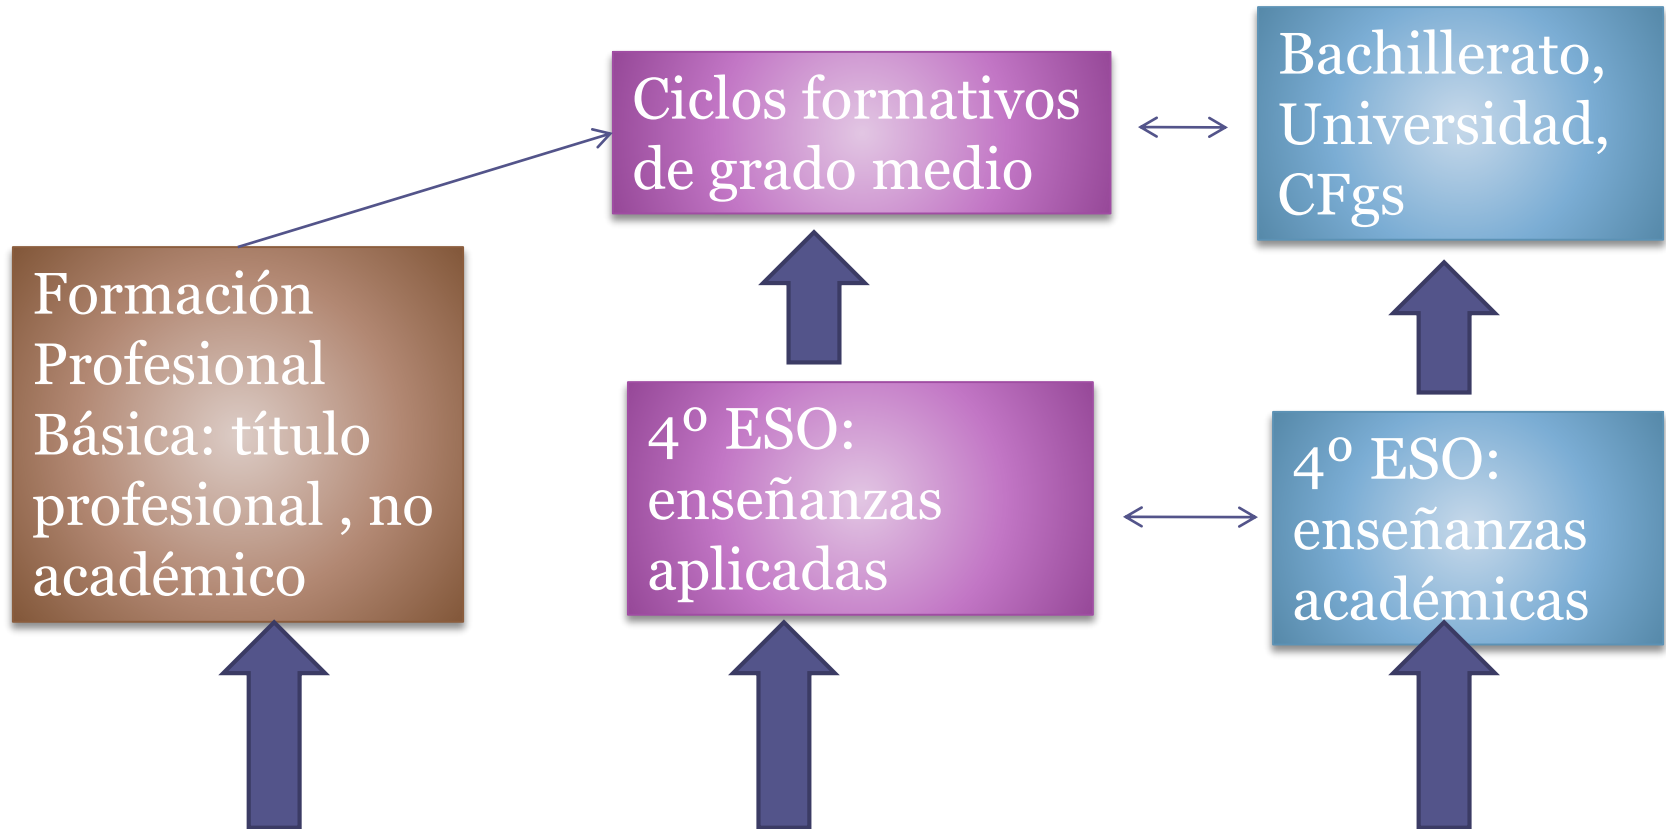 Ciclos formativos
de grado medio
Bachillerato,
Universidad,
CFgs
Formación
Profesional
Básica: título
profesional , no
académico
4º ESO:
enseñanzas
aplicadas
4º ESO:
enseñanzas
académicas